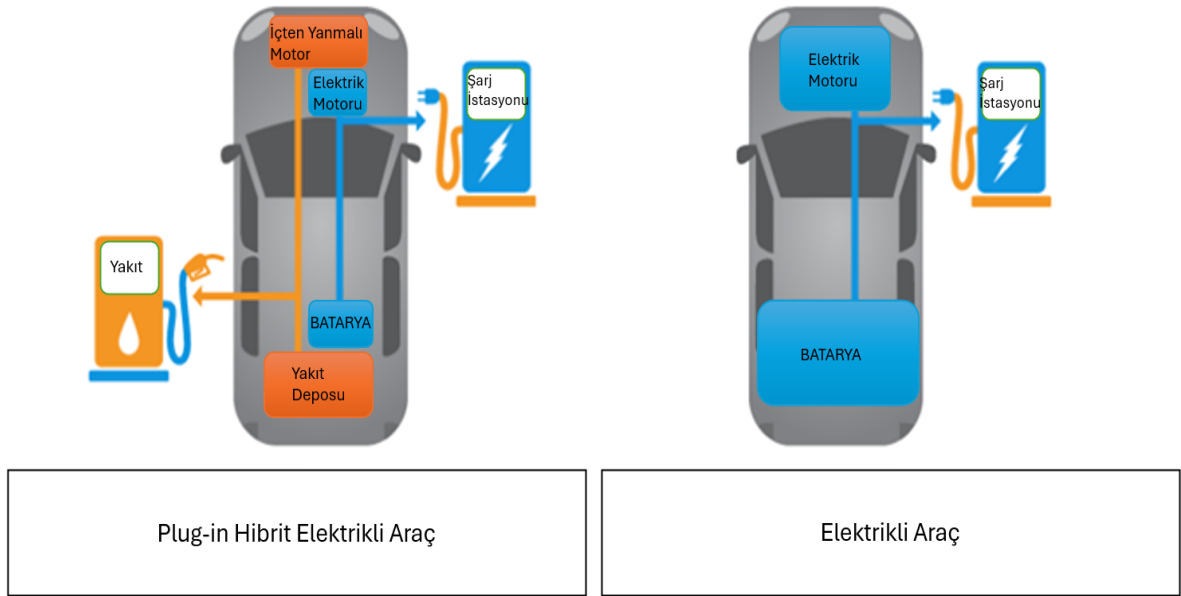 İçten Yanmalı
Motor
Elektrik
Motoru
Şarj
İstasyonu
Yakıt
BATARYA
Yakıt
Deposu
Plug-in Hibrit Elektrikli Araç
Elektrik
Motoru
Şarj
İstasyonu
BATARYA
Elektrikli Araç